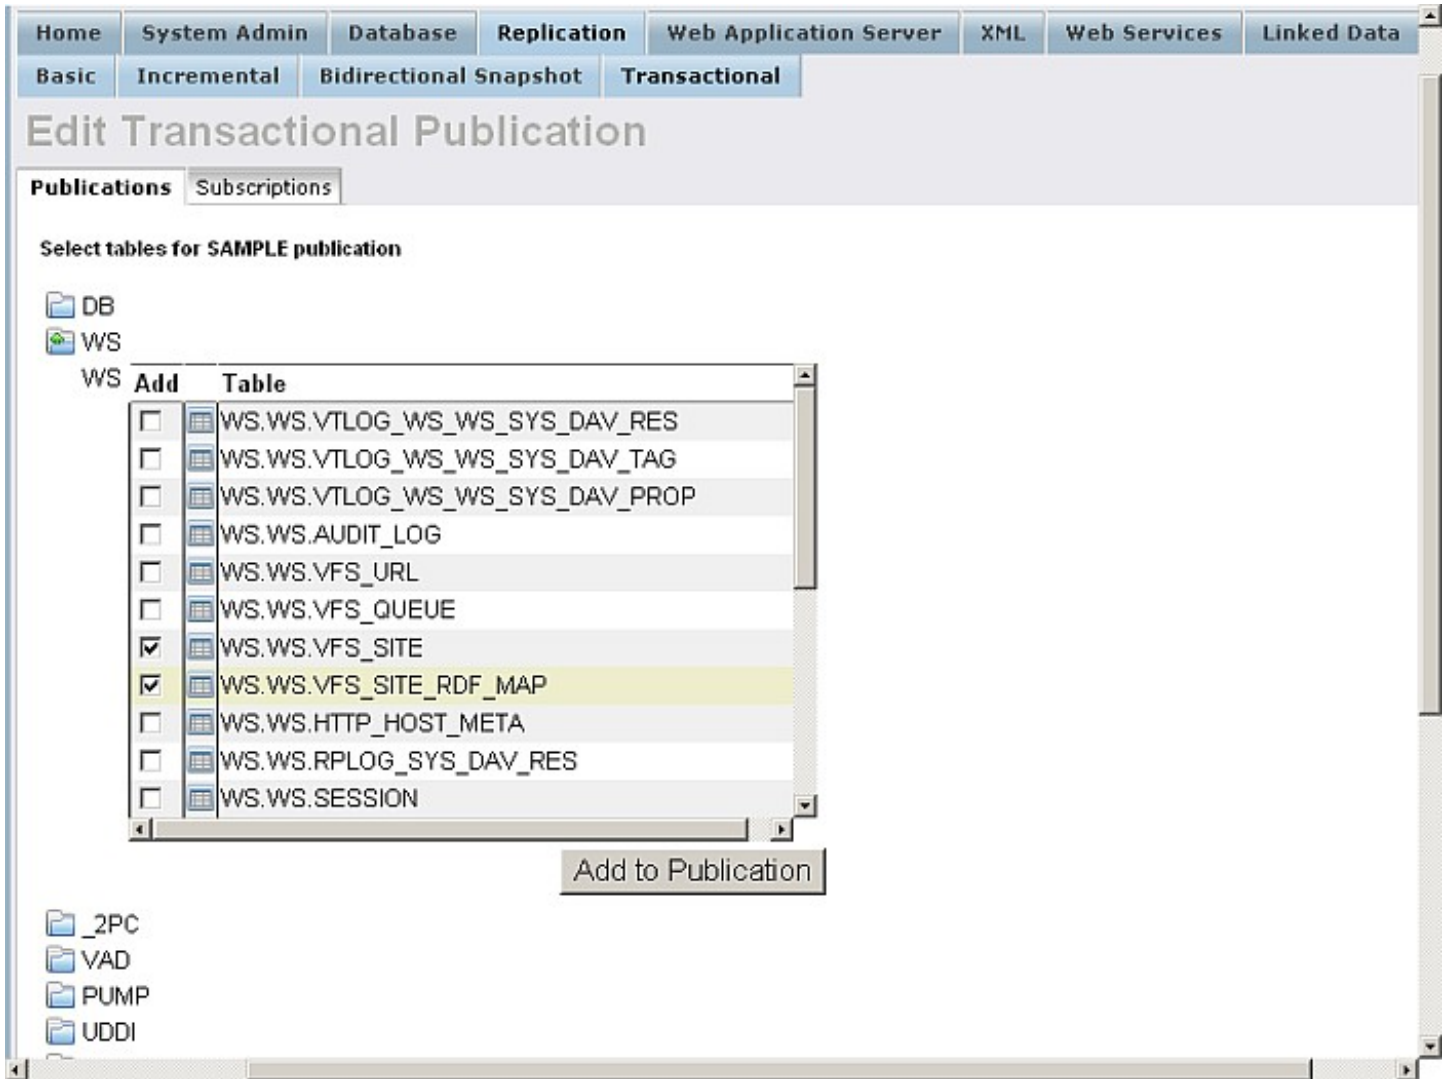 Home System Admin Database Replication Web Application Server XML Web Services Linked Data
Basic Incremental Bidirectional Snapshot Transactional
Edit Transactional Publication
Publications Subscriptions
Select tables for SAMPLE publication
DB
WS
WS Add Table
WS.WS.VTLOG_WS_WS_SYS_DAV_RES
WS.WS.VTLOG_WS_WS_SYS_DAV_TAG
WS.WS.VTLOG_WS_WS_SYS_DAV_PROP
WS.WS.AUDIT_LOG
WS.WS.VFS_URL
WS.WS.VFS_QUEUE
WS.WS.VFS_SITE
WS.WS.VFS_SITE_RDF_MAP
WS.WS.HTTP_HOST_META
WS.WS.RPLOG_SYS_DAV_RES
WS.WS.SESSION
Add to Publication
_2PC
VAD
PUMP
UDDI